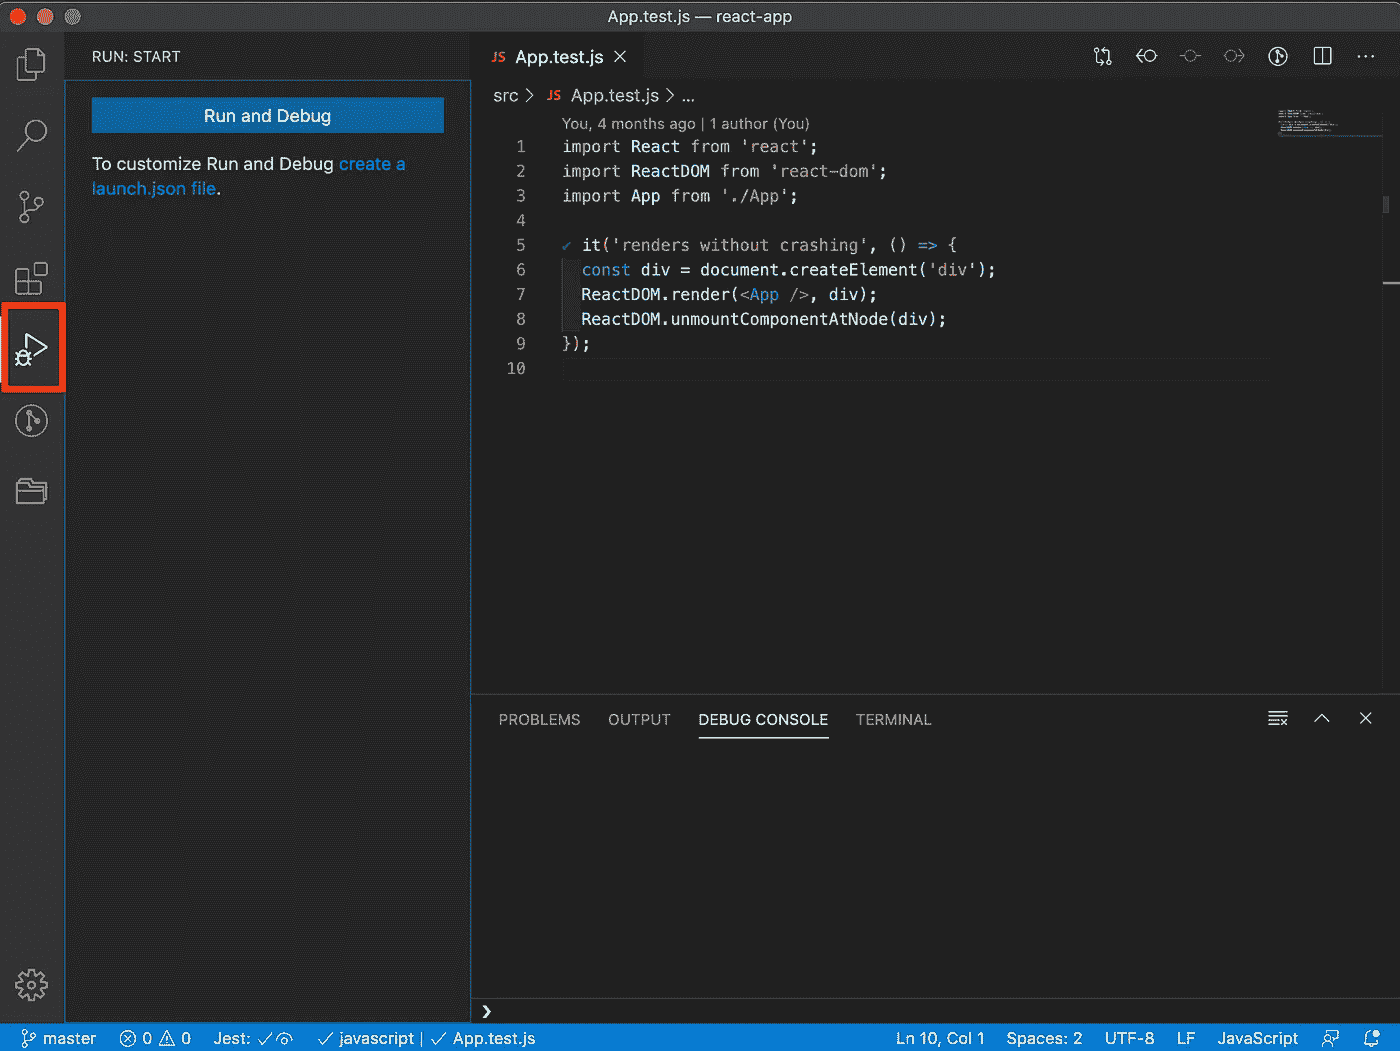 App.test.js — react-app
RUN: START
Run and Debug
To customize Run and Debug create a
launch.json file.
JS App.test.js
src > JS App.test.js > ...
You, 4 months ago | 1 author (You)
1 import React from 'react';
2 import ReactDOM from 'react-dom';
3 import App from './App';
4
5 it('renders without crashing', () => {
6 const div = document.createElement('div');
7 ReactDOM.render(<App />, div);
8 ReactDOM.unmountComponentAtNode(div);
9 });
10
PROBLEMS OUTPUT DEBUG CONSOLE TERMINAL
master 0 0 Jest: javascript | App.test.js Ln 10, Col 1 Spaces: 2 UTF-8 LF JavaScript